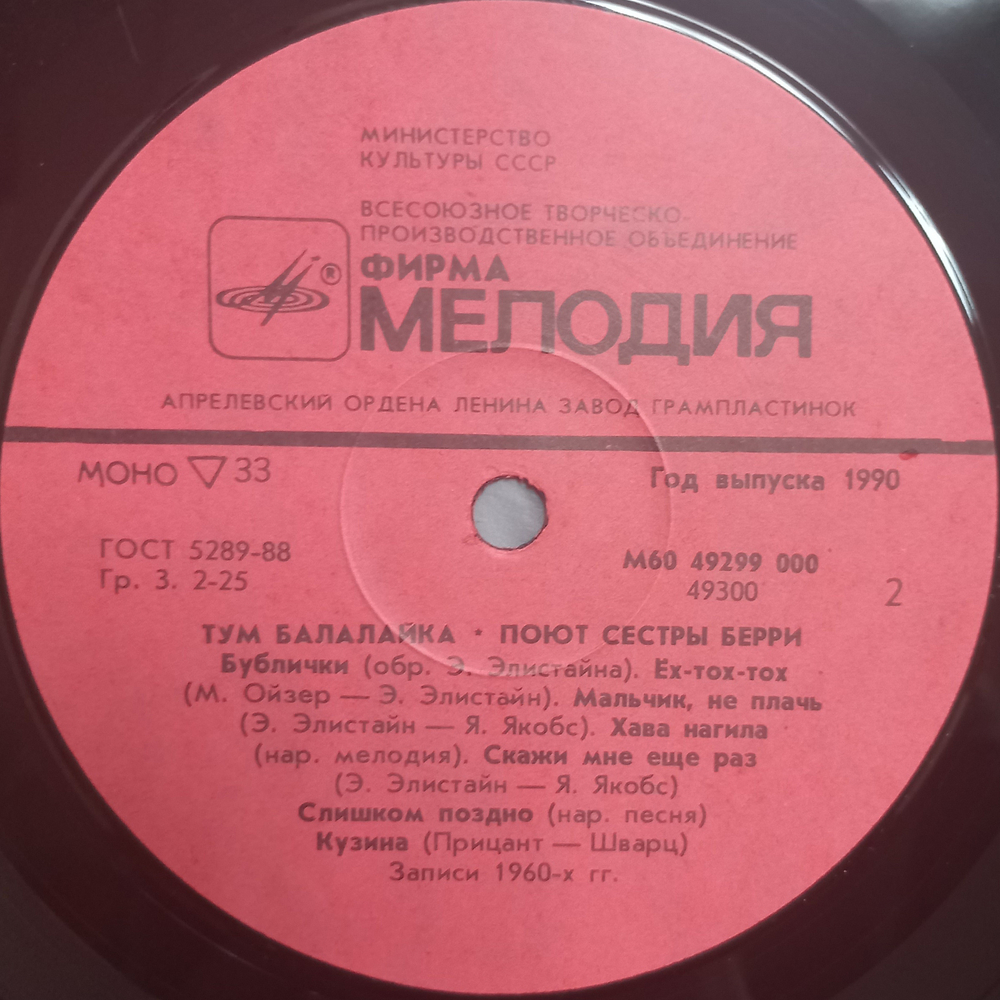 МИНИСТЕРСТВО
КУЛЬТУРЫ СССР
ВСЕСОЮЗНОЕ ТВОРЧЕСКО-
ПРОИЗВОДСТВЕННОЕ ОБЪЕДИНЕНИЕ
ФИРМА
®
МЕЛОДИЯ
АПРЕЛЕВСКИЙ ОРДЕНА ЛЕНИНА ЗАВОД ГРАМПЛАСТИНОК
МОНО ▽ 33
Год выпуска 1990
ГОСТ 5289-88
Гр. 3. 2-25
М60 49299 000
49300
2
ТУМ БАЛАЛАЙКА • ПОЮТ СЕСТРЫ БЕРРИ
Бублички (обр. Э. Элистайна). Ех-тох-тох
(М. Ойзер — Э. Элистайн). Мальчик, не плачь
(Э. Элистайн — Я. Якобс). Хава нагила
(нар. мелодия). Скажи мне еще раз
(Э. Элистайн — Я. Якобс)
Слишком поздно (нар. песня)
Кузина (Прицант — Шварц)
Записи 1960-х гг.